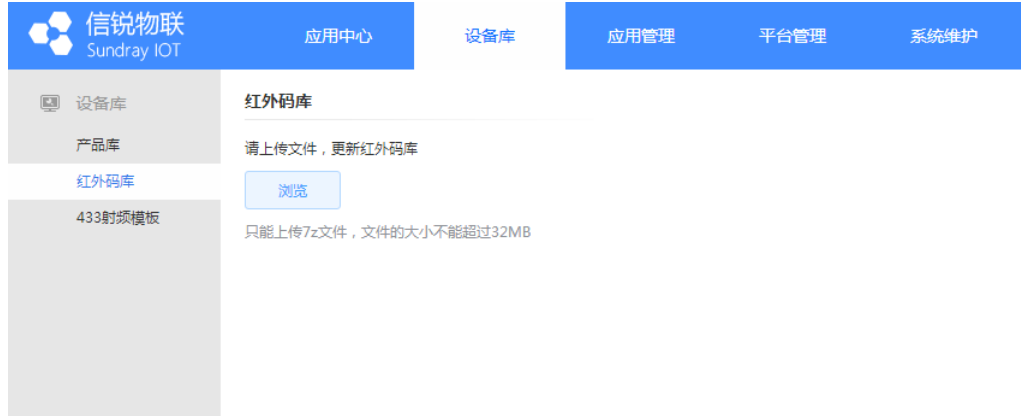 信锐物联
Sundray IOT
应用中心
设备库
应用管理
平台管理
系统维护
设备库
产品库
红外码库
433射频模板
红外码库
请上传文件，更新红外码库
浏览
只能上传7z文件，文件的大小不能超过32MB